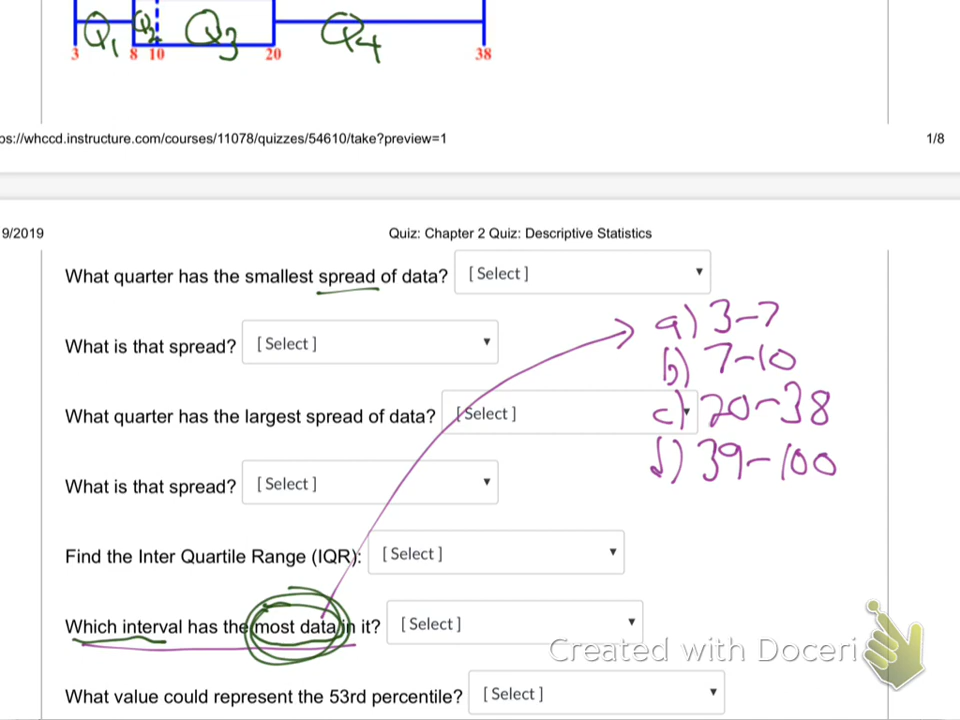 Q1 Q2 Q3 Q4
3 8 10 20 38
ps://whccd.instructure.com/courses/11078/quizzes/54610/take?preview=1 1/8
9/2019 Quiz: Chapter 2 Quiz: Descriptive Statistics
What quarter has the smallest spread of data? [ Select ]
a) 3-7
What is that spread? [ Select ]
b) 7-10
What quarter has the largest spread of data? [ Select ]
c) 20-38
d) 39-100
What is that spread? [ Select ]
Find the Inter Quartile Range (IQR): [ Select ]
Which interval has the most data in it? [ Select ]
Created with Doceri
What value could represent the 53rd percentile? [ Select ]